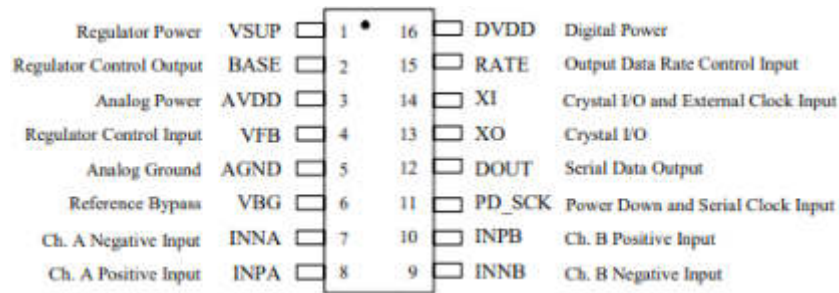 Regulator Power VSUP 1 16 DVDD Digital Power
Regulator Control Output BASE 2 15 RATE Output Data Rate Control Input
Analog Power AVDD 3 14 XI Crystal I/O and External Clock Input
Regulator Control Input VFB 4 13 XO Crystal I/O
Analog Ground AGND 5 12 DOUT Serial Data Output
Reference Bypass VBG 6 11 PD_SCK Power Down and Serial Clock Input
Ch. A Negative Input INNA 7 10 INPB Ch. B Positive Input
Ch. A Positive Input INPA 8 9 INNB Ch. B Negative Input